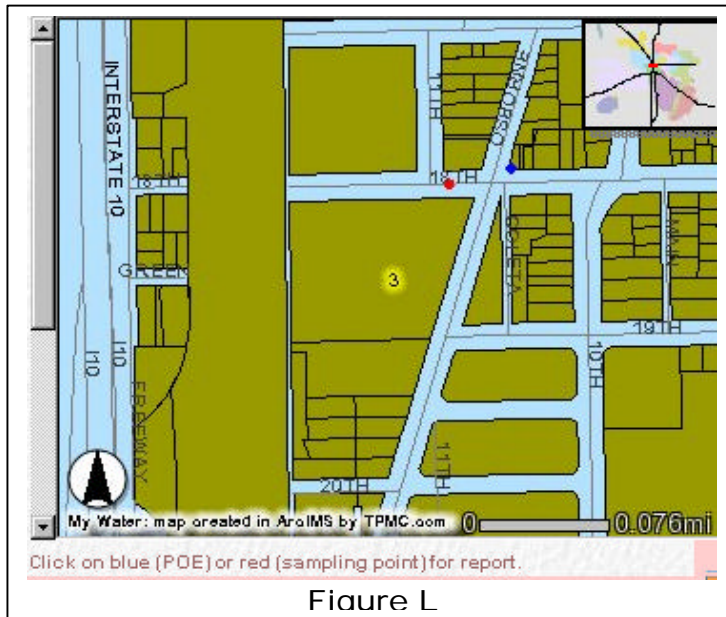 INTERSTATE 10
11TH
OSBORNE
18TH
18TH
GREEN
3
GOLETA
MAIN
19TH
10TH
I10
I10
FREEWAY
11TH
20TH
My Water: map created in ArcIMS by TPMC.com
0 0.076mi
Click on blue (POE) or red (sampling point) for report.
Figure L